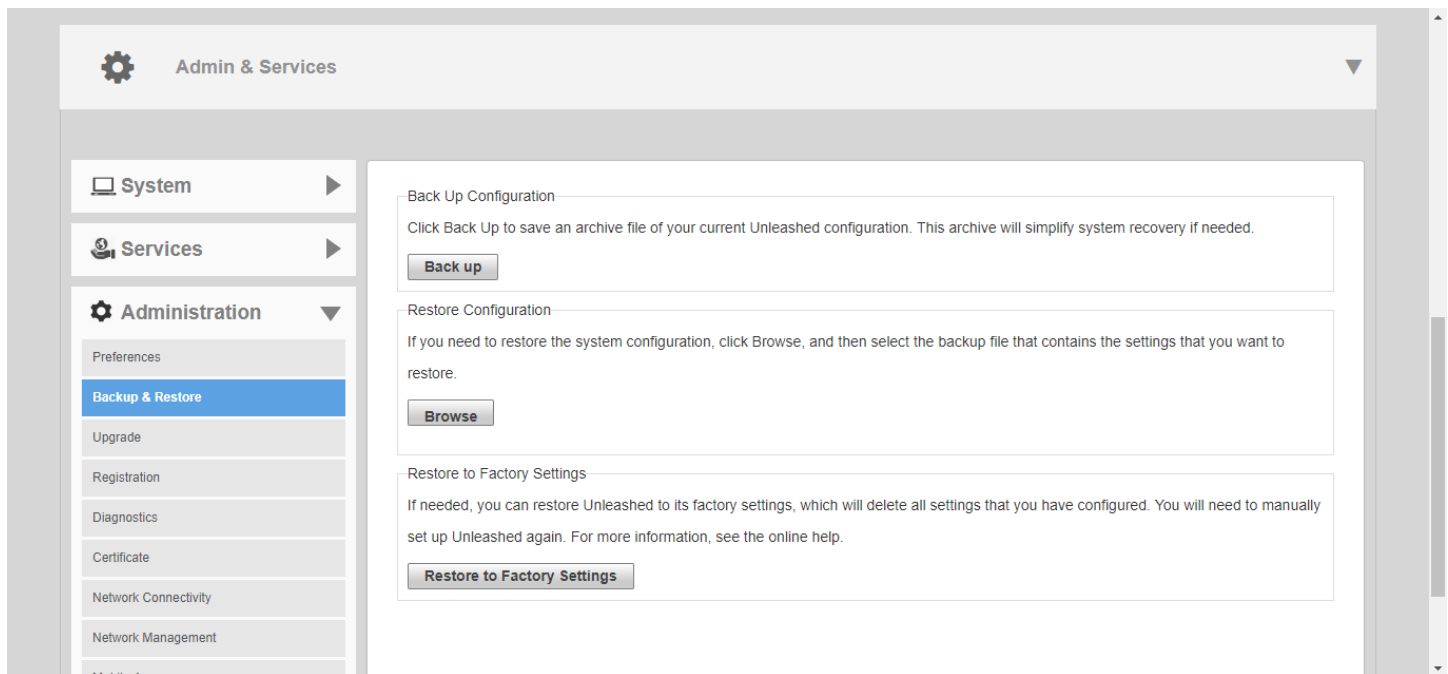 Admin & Services
System
Services
Administration
Preferences
Backup & Restore
Upgrade
Registration
Diagnostics
Certificate
Network Connectivity
Network Management
Back Up Configuration
Click Back Up to save an archive file of your current Unleashed configuration. This archive will simplify system recovery if needed.
Back up
Restore Configuration
If you need to restore the system configuration, click Browse, and then select the backup file that contains the settings that you want to
restore.
Browse
Restore to Factory Settings
If needed, you can restore Unleashed to its factory settings, which will delete all settings that you have configured. You will need to manually
set up Unleashed again. For more information, see the online help.
Restore to Factory Settings